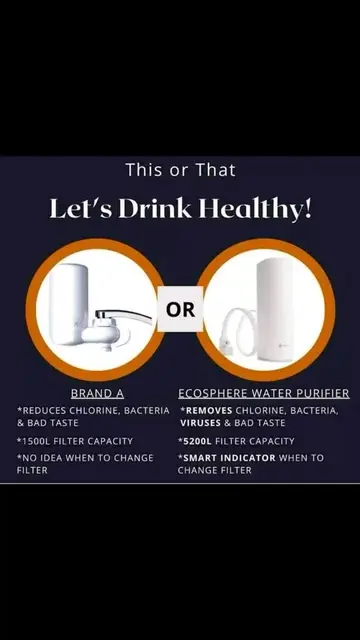 This or That
Let's Drink Healthy!
OR
BRAND A
*REDUCES CHLORINE, BACTERIA
& BAD TASTE
*1500L FILTER CAPACITY
*NO IDEA WHEN TO CHANGE
FILTER
ECOSPHERE WATER PURIFIER
*REMOVES CHLORINE, BACTERIA,
VIRUSES & BAD TASTE
*5200L FILTER CAPACITY
*SMART INDICATOR WHEN TO
CHANGE FILTER